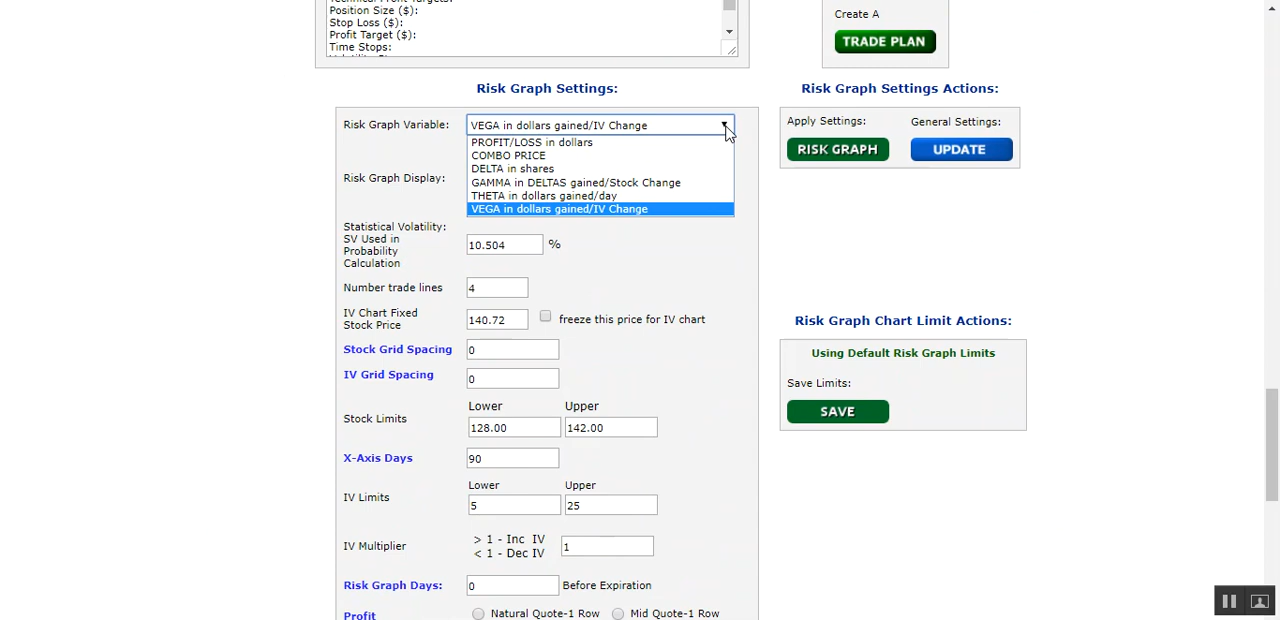 Position Size ($):
Stop Loss ($):
Profit Target ($):
Time Stops:
Create A
TRADE PLAN
Risk Graph Settings:
Risk Graph Settings Actions:
Risk Graph Variable:
VEGA in dollars gained/IV Change
PROFIT/LOSS in dollars
COMBO PRICE
DELTA in shares
GAMMA in DELTAS gained/Stock Change
THETA in dollars gained/day
VEGA in dollars gained/IV Change
Apply Settings:
General Settings:
RISK GRAPH
UPDATE
Risk Graph Display:
Statistical Volatility:
SV Used in
Probability
Calculation
10.504 %
Number trade lines
4
IV Chart Fixed
Stock Price
140.72
freeze this price for IV chart
Risk Graph Chart Limit Actions:
Stock Grid Spacing
0
Using Default Risk Graph Limits
IV Grid Spacing
0
Save Limits:
SAVE
Lower
Upper
Stock Limits
128.00
142.00
X-Axis Days
90
Lower
Upper
IV Limits
5
25
IV Multiplier
> 1 - Inc IV
< 1 - Dec IV
1
Risk Graph Days:
0
Before Expiration
Profit
Natural Quote-1 Row
Mid Quote-1 Row